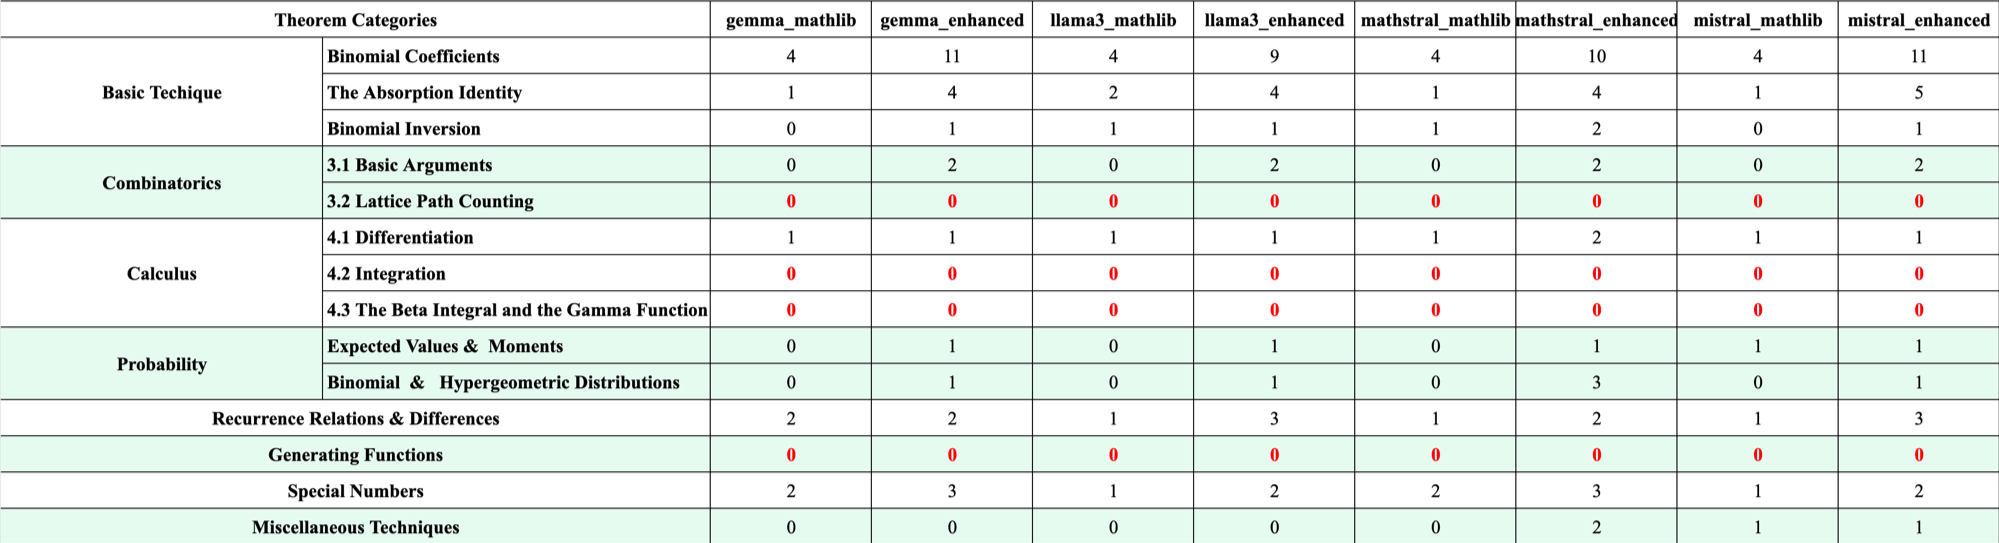 Theorem Categories gemma_mathlib gemma_enhanced llama3_mathlib llama3_enhanced mathstral_mathlib mathstral_enhanced mistral_mathlib mistral_enhanced
Basic Techique
Binomial Coefficients 4 11 4 9 4 10 4 11
The Absorption Identity 1 4 2 4 1 4 1 5
Binomial Inversion 0 1 1 1 1 2 0 1
Combinatorics
3.1 Basic Arguments 0 2 0 2 0 2 0 2
3.2 Lattice Path Counting 0 0 0 0 0 0 0 0
Calculus
4.1 Differentiation 1 1 1 1 1 2 1 1
4.2 Integration 0 0 0 0 0 0 0 0
4.3 The Beta Integral and the Gamma Function 0 0 0 0 0 0 0 0
Probability
Expected Values & Moments 0 1 0 1 0 1 1 1
Binomial & Hypergeometric Distributions 0 1 0 1 0 3 0 1
Recurrence Relations & Differences 2 2 1 3 1 2 1 3
Generating Functions 0 0 0 0 0 0 0 0
Special Numbers 2 3 1 2 2 3 1 2
Miscellaneous Techniques 0 0 0 0 0 2 1 1